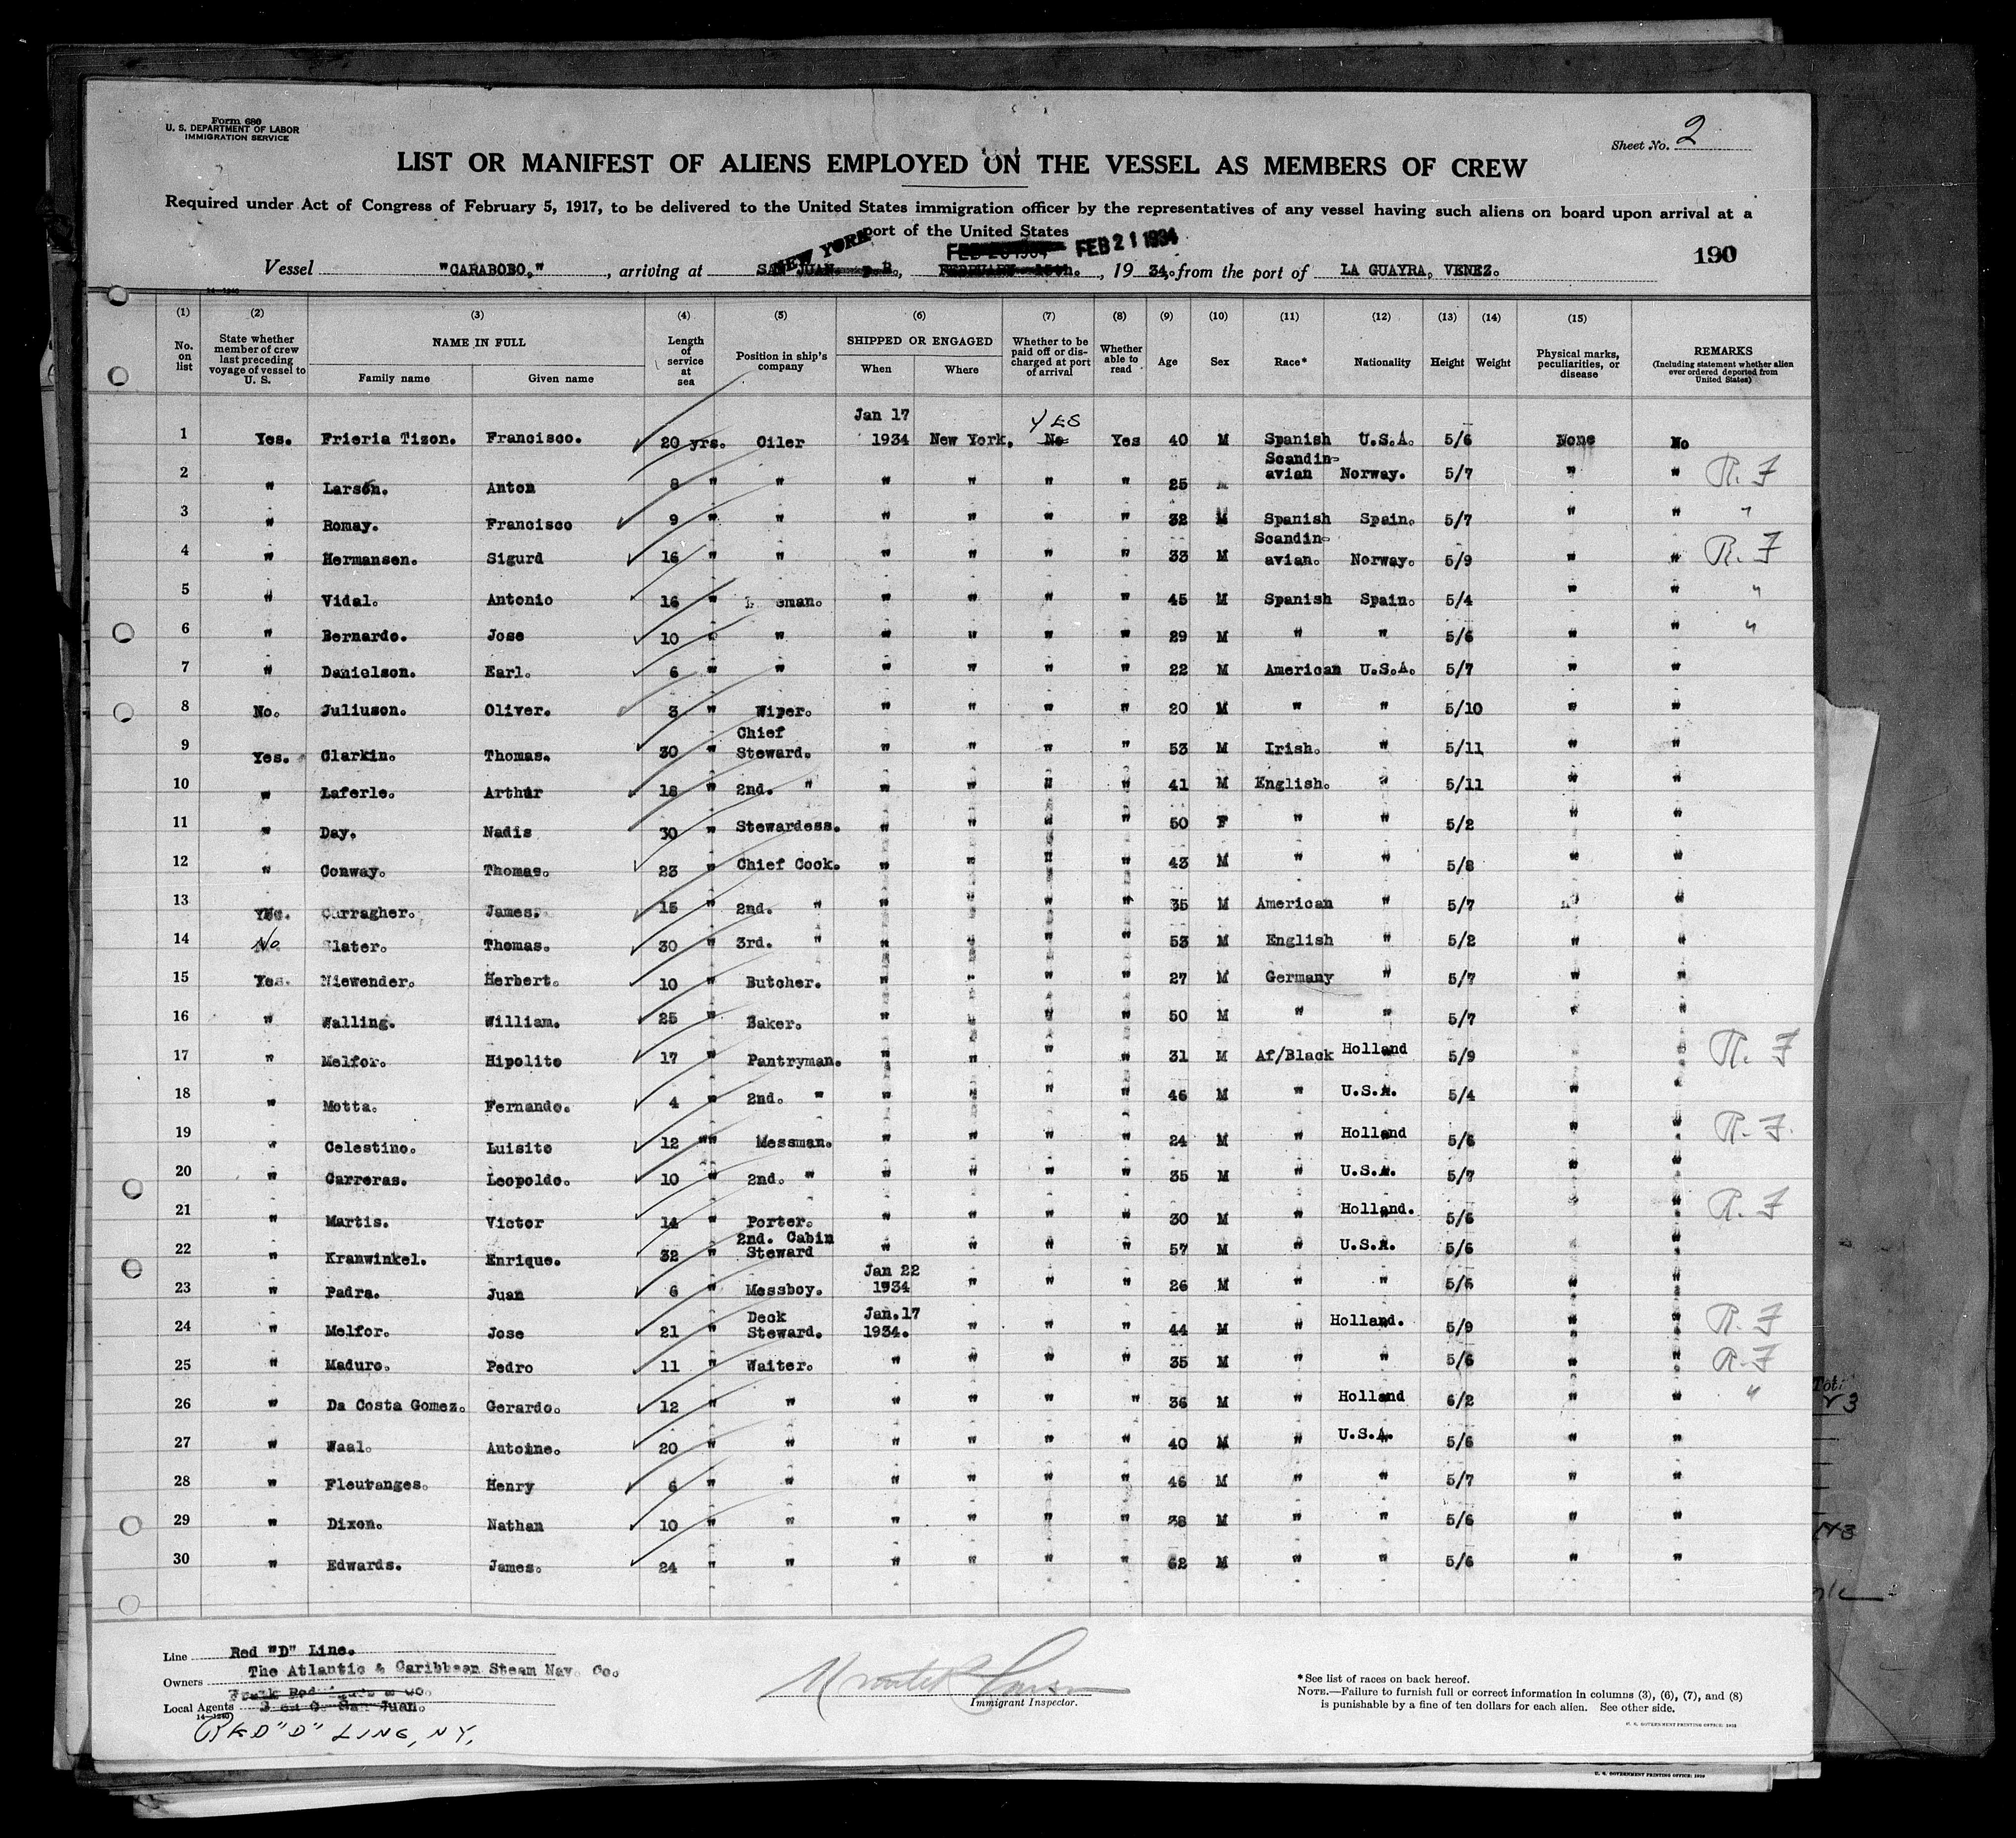 Form 680
U. S. DEPARTMENT OF LABOR
IMMIGRATION SERVICE
Sheet No. 2
LIST OR MANIFEST OF ALIENS EMPLOYED ON THE VESSEL AS MEMBERS OF CREW
Required under Act of Congress of February 5, 1917, to be delivered to the United States immigration officer by the representatives of any vessel having such aliens on board upon arrival at a
port of the United States
NEW YORK FEB 21 1934
190
Vessel "CARABOBO," , arriving at SAN JUAN P.R., FEBRUARY 15th. , 19 34, from the port of LA GUAYRA, VENEZ.
14—1240
(1) (2) (3) (4) (5) (6) (7) (8) (9) (10) (11) (12) (13) (14) (15)
No. on list State whether member of crew last preceding voyage of vessel to U. S. NAME IN FULL Family name Given name Length of service at sea Position in ship's company SHIPPED OR ENGAGED When Where Whether to be paid off or discharged at port of arrival Whether able to read Age Sex Race* Nationality Height Weight Physical marks, peculiarities, or disease REMARKS (Including statement whether alien ever ordered deported from United States)
1 Yes. Frieria Tizon. Francisco. 20 yrs. Oiler Jan 17 1934 New York. YES No Yes 40 M Spanish U.S.A. 5/6 None No
2 " Larsen. Anton 8 " " " " " " 25 Scandinavian Norway. 5/7 " " R. F
3 " Romay. Francisco 9 " " " " " " 32 M Spanish Spain. 5/7 " " "
4 " Hermansen. Sigurd 16 " " " " " " 33 M Scandinavian. Norway. 5/9 " " R. F
5 " Vidal. Antonio 16 " eman. " " " " 45 M Spanish Spain. 5/4 " " "
6 " Bernardo. Jose 10 " " " " " " 29 M " " 5/6 " " "
7 " Danielson. Earl. 6 " " " " " " 22 M American U.S.A. 5/7 " "
8 No. Juliuson. Oliver. 3 " Wiper. " " " " 20 M " " 5/10 " "
9 Yes. Clarkin. Thomas. 30 " Chief Steward. " " " " 53 M Irish. " 5/11 " "
10 " Laferle. Arthur 18 " 2nd. " " " " " 41 M English. " 5/11 " "
11 " Day. Nadis 30 " Stewardess. " " " " 50 F " " 5/2 " "
12 " Conway. Thomas. 23 " Chief Cook. " " " " 43 M " " 5/8 " "
13 Carragher. James. 15 " 2nd. " " " " " 35 M American " 5/7 " "
14 No Slater. Thomas. 30 " 3rd. " " " " " 53 M English " 5/2 " "
15 Yes. Niewender. Herbert. 10 " Butcher. " " " " 27 M Germany " 5/7 " "
16 " Walling. William. 25 " Baker. " " " " 50 M " " 5/7 " "
17 " Melfor. Hipolito 17 " Pantryman. " " " " 31 M Af/Black Holland 5/9 " " R. F
18 " Motta. Fernando. 4 " 2nd. " " " " " 46 M " U.S.A. 5/4 " "
19 " Celestino. Luisito 12 "" Messman. " " " " 24 M " Holland 5/6 " " R. F.
20 " Carreras. Leopoldo. 10 " 2nd. " " " " " 35 M " U.S.A. 5/7 " "
21 " Martis. Victor 14 " Porter. " " " " 30 M " Holland. 5/6 " R. F
22 " Kranwinkel. Enrique. 32 " 2nd. Cabin Steward " " " " 57 M " U.S.A. 5/6 " "
23 " Padra. Juan 6 " Messboy. Jan 22 1934 " " " 26 M " " 5/5 " "
24 " Melfor. Jose 21 " Deck Steward. Jan.17 1934. " " " 44 M " Holland. 5/9 " " R. F
25 " Maduro. Pedro 11 " Waiter. " " " " 35 M " " 5/6 " " R. F
26 " Da Costa Gomez. Gerardo. 12 " " " " " " 36 M " Holland 6/2 " " "
27 " Waal. Antoine. 20 " " " " " " 40 M " U.S.A. 5/6 " "
28 " Fleuranges. Henry 6 " " " " " " 46 M " " 5/7 " "
29 " Dixon. Nathan 10 " " " " " " 38 M " " 5/6 " "
30 " Edwards. James. 24 " " " " " " 62 M " " 5/6 " "
Line Red "D" Line.
Owners The Atlantic & Caribbean Steam Nav. Co.
Local Agents San Juan.
14—1240
RED "D" LINE, NY.
Immigrant Inspector.
*See list of races on back hereof.
NOTE.—Failure to furnish full or correct information in columns (3), (6), (7), and (8)
is punishable by a fine of ten dollars for each alien. See other side.
U. S. GOVERNMENT PRINTING OFFICE: 1932
U. S. GOVERNMENT PRINTING OFFICE: 1929